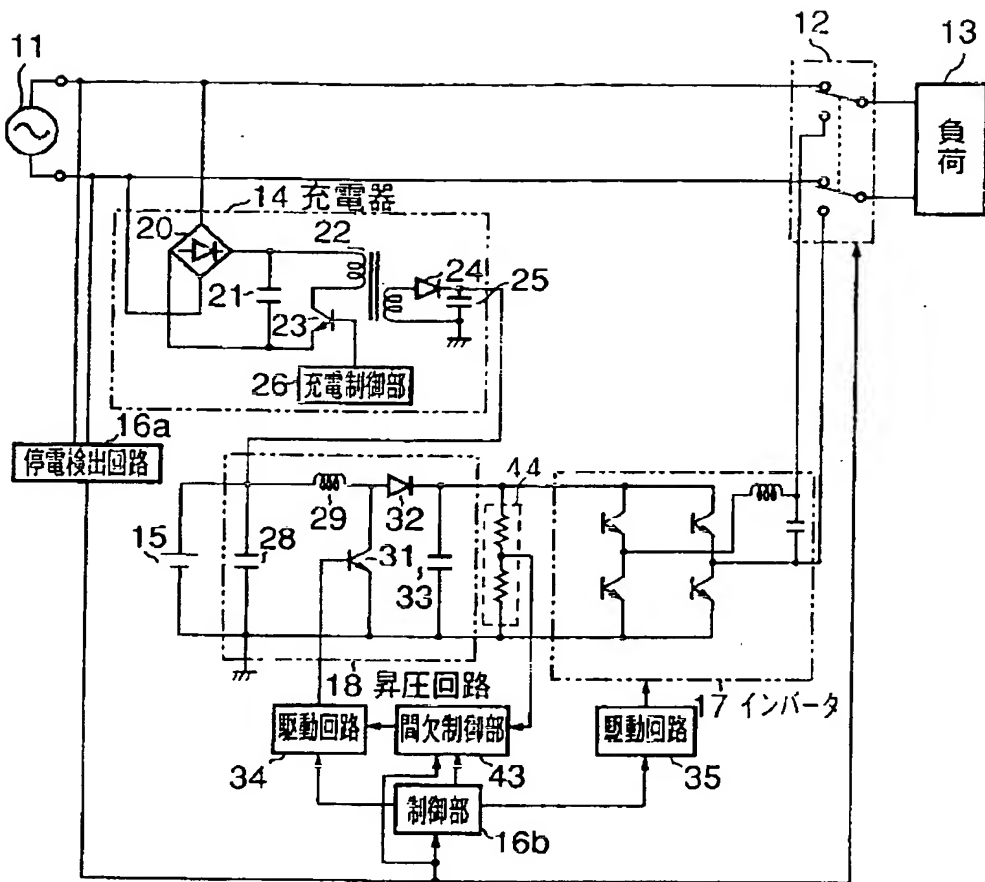 11
12
13
負荷
14 充電器
20
22
24
25
21
23
26
充電制御部
16a
停電検出回路
44
29
32
15
28
31
33
18 昇圧回路
17 インバータ
駆動回路
間欠制御部
駆動回路
34
43
35
制御部
16b